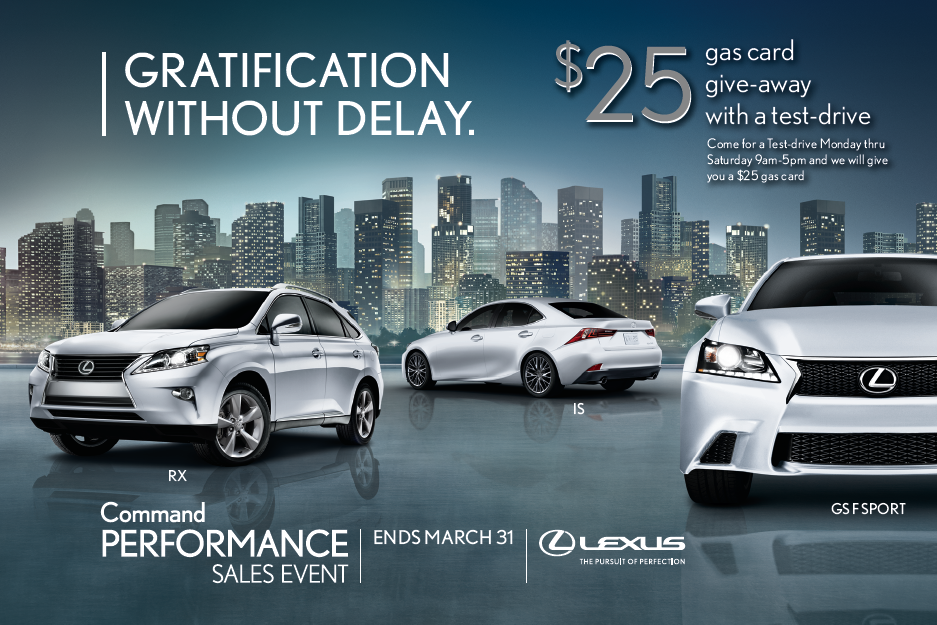 GRATIFICATION
WITHOUT DELAY.
$25
gas card
give-away
with a test-drive
Come for a Test-drive Monday thru
Saturday 9am-5pm and we will give
you a $25 gas card
RX
IS
GS F SPORT
Command
PERFORMANCE
SALES EVENT
ENDS MARCH 31
LEXUS
THE PURSUIT OF PERFECTION